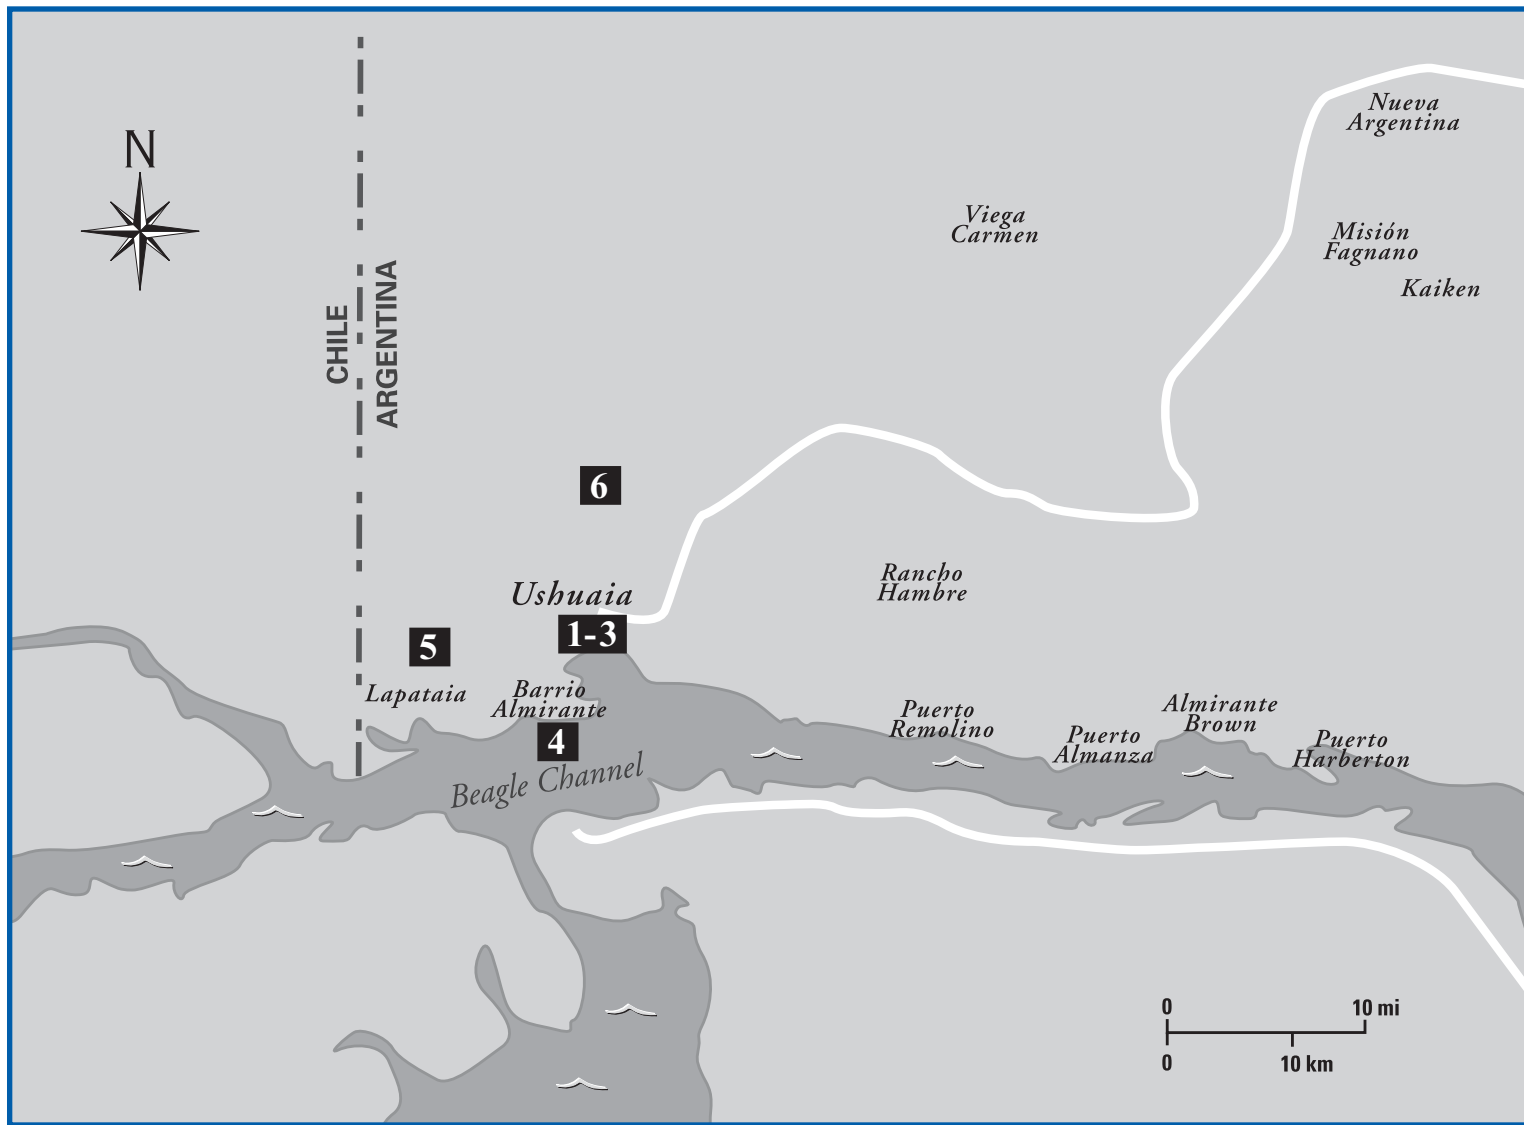 Nueva
Argentina
N
Viega
Carmen
Misión
Fagnano
Kaiken
CHILE
ARGENTINA
6
Rancho
Hambre
Ushuaia
1-3
5
Lapataia
Barrio
Almirante
4
Beagle Channel
Puerto
Remolino
Puerto
Almanza
Almirante
Brown
Puerto
Harberton
0 10 mi
0 10 km